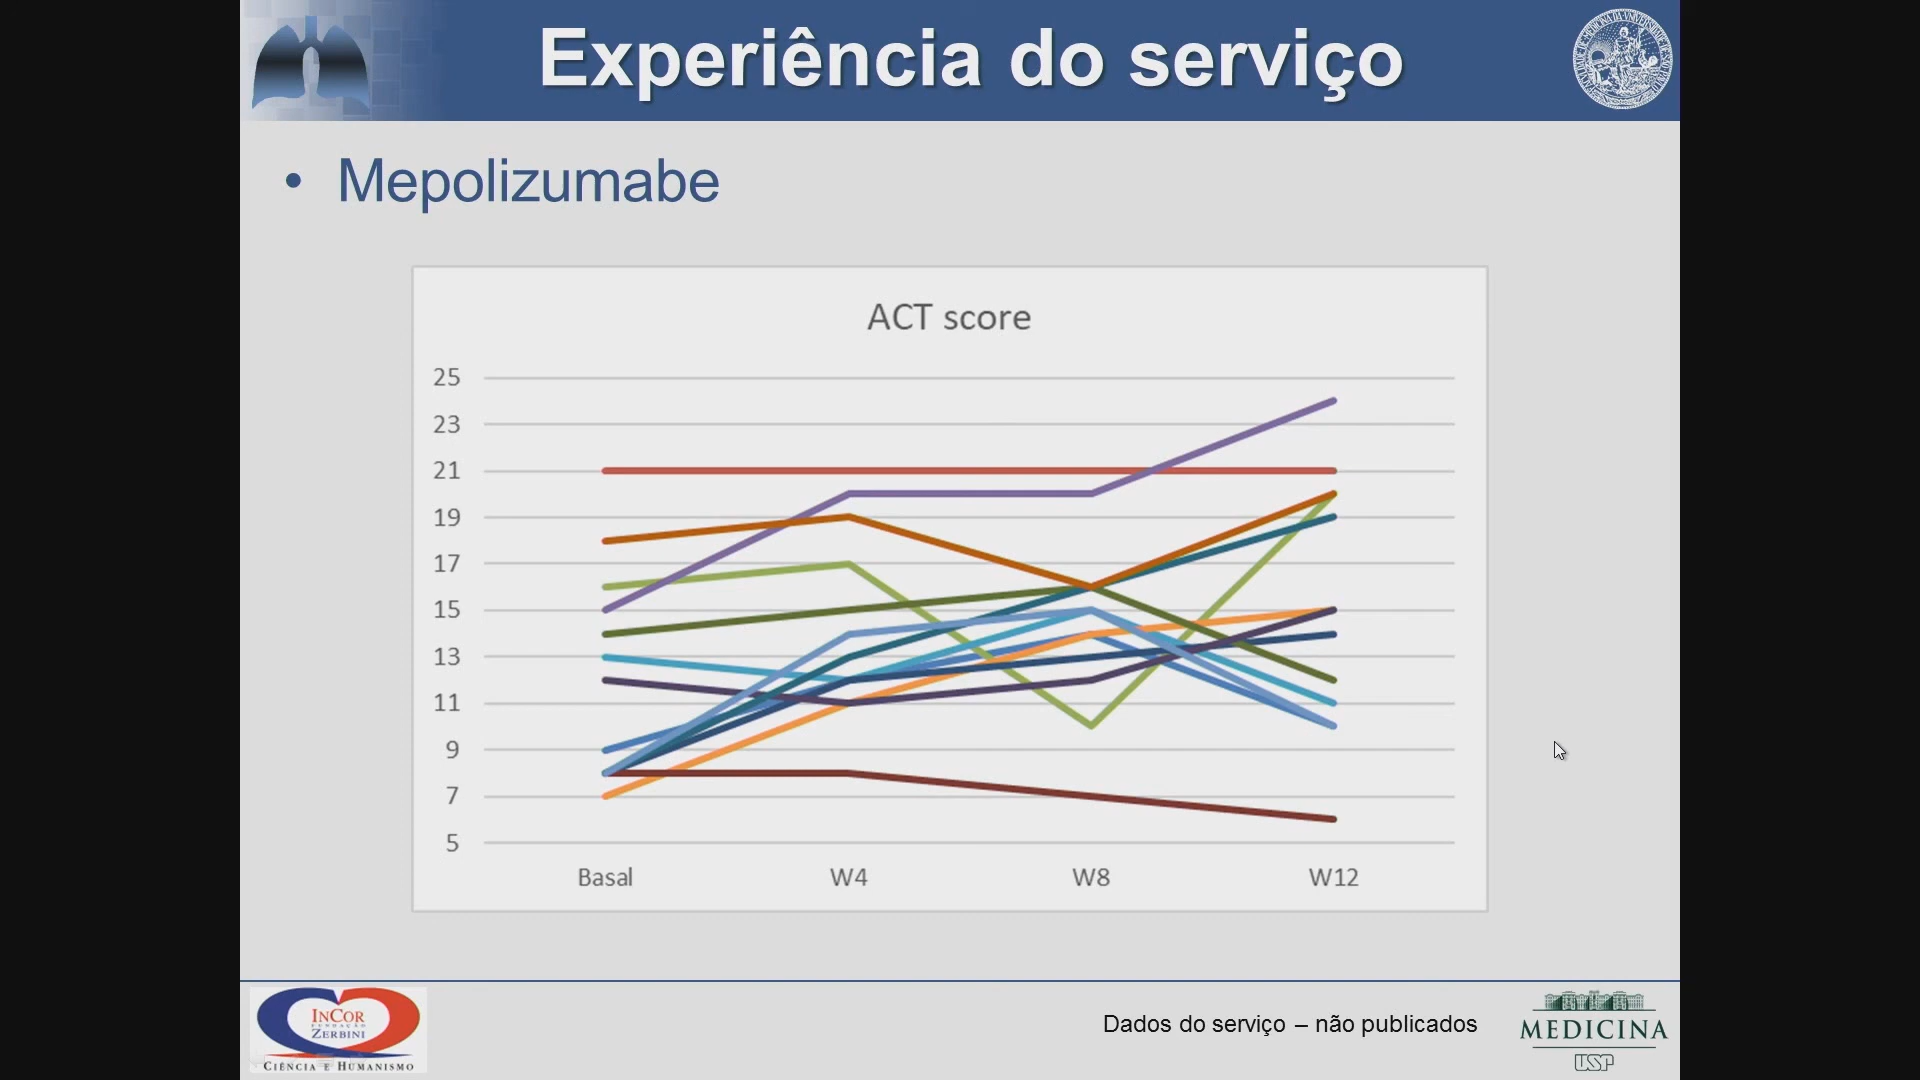 Experiência do serviço
• Mepolizumabe
ACT score
25
23
21
19
17
15
13
11
9
7
5
Basal W4 W8 W12
INCOR
FUNDAÇÃO
ZERBINI
CIÊNCIA E HUMANISMO
Dados do serviço – não publicados
MEDICINA
USP